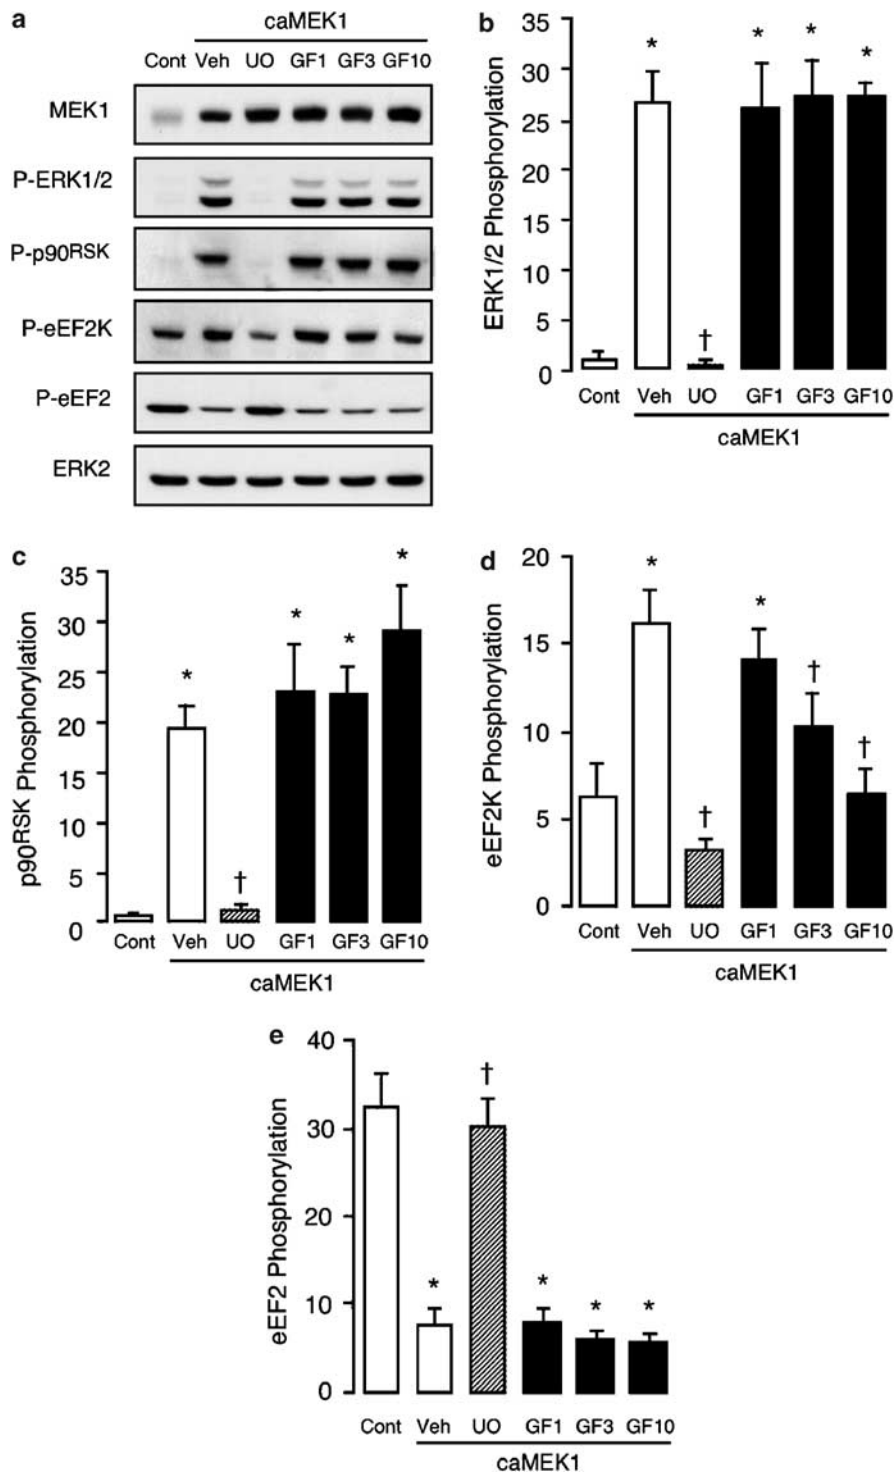 a
caMEK1
Cont Veh UO GF1 GF3 GF10
MEK1
P-ERK1/2
P-p90RSK
P-eEF2K
P-eEF2
ERK2
b
ERK1/2 Phosphorylation
35
30
25
20
15
10
5
0
*
†
*
*
*
Cont Veh UO GF1 GF3 GF10
caMEK1
c
p90RSK Phosphorylation
35
30
25
20
15
10
5
0
*
†
*
*
*
Cont Veh UO GF1 GF3 GF10
caMEK1
d
eEF2K Phosphorylation
20
15
10
5
0
*
†
*
†
†
Cont Veh UO GF1 GF3 GF10
caMEK1
e
eEF2 Phosphorylation
40
30
20
10
0
*
†
*
*
*
Cont Veh UO GF1 GF3 GF10
caMEK1